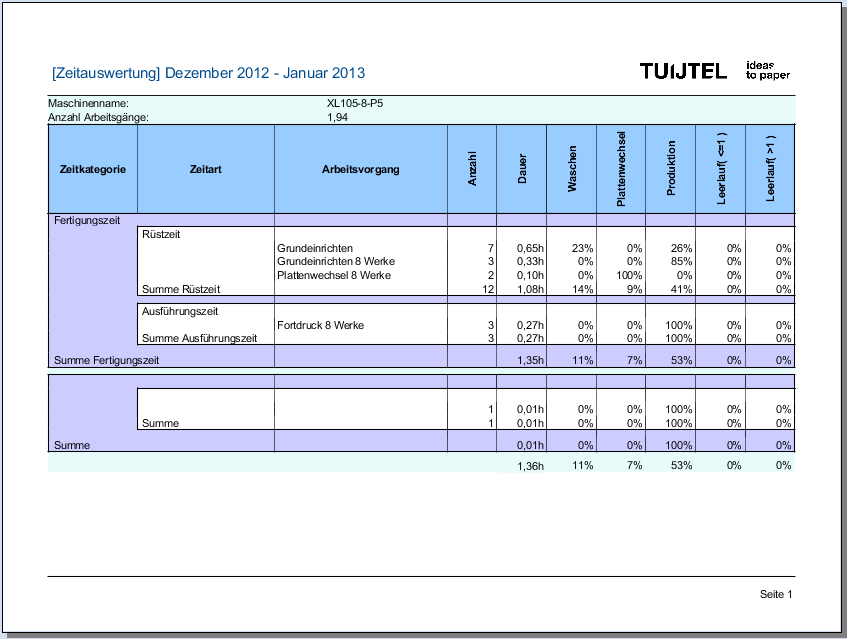 [Zeitauswertung] Dezember 2012 - Januar 2013
TUIJTEL ideas
to paper
Maschinenname: XL105-8-P5
Anzahl Arbeitsgänge: 1,94
Zeitkategorie Zeitart Arbeitsvorgang Anzahl Dauer Waschen Plattenwechsel Produktion Leerlauf( <=1 ) Leerlauf( >1 )
Fertigungszeit
Rüstzeit
Grundeinrichten 7 0,65h 23% 0% 26% 0% 0%
Grundeinrichten 8 Werke 3 0,33h 0% 0% 85% 0% 0%
Plattenwechsel 8 Werke 2 0,10h 0% 100% 0% 0% 0%
Summe Rüstzeit 12 1,08h 14% 9% 41% 0% 0%
Ausführungszeit
Fortdruck 8 Werke 3 0,27h 0% 0% 100% 0% 0%
Summe Ausführungszeit 3 0,27h 0% 0% 100% 0% 0%
Summe Fertigungszeit 1,35h 11% 7% 53% 0% 0%
1 0,01h 0% 0% 100% 0% 0%
Summe 1 0,01h 0% 0% 100% 0% 0%
Summe 0,01h 0% 0% 100% 0% 0%
1,36h 11% 7% 53% 0% 0%
Seite 1